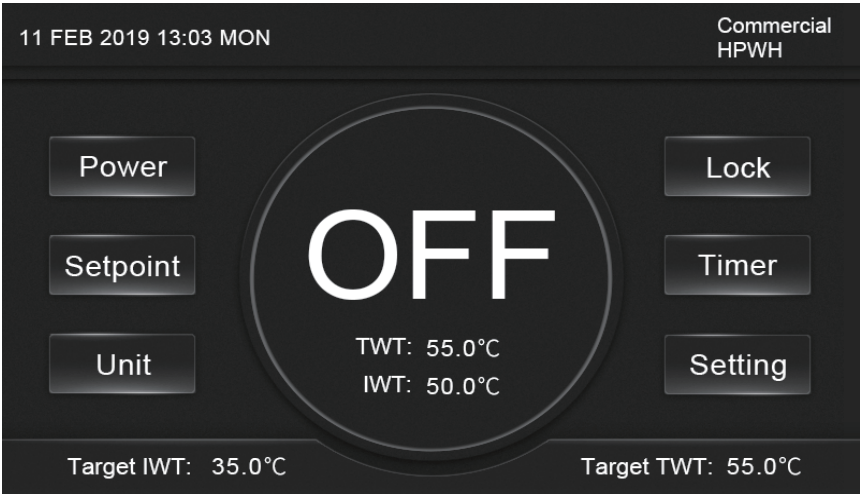 11 FEB 2019 13:03 MON
Commercial
HPWH
Power
Setpoint
Unit
OFF
TWT: 55.0°C
IWT: 50.0°C
Lock
Timer
Setting
Target IWT: 35.0°C
Target TWT: 55.0°C